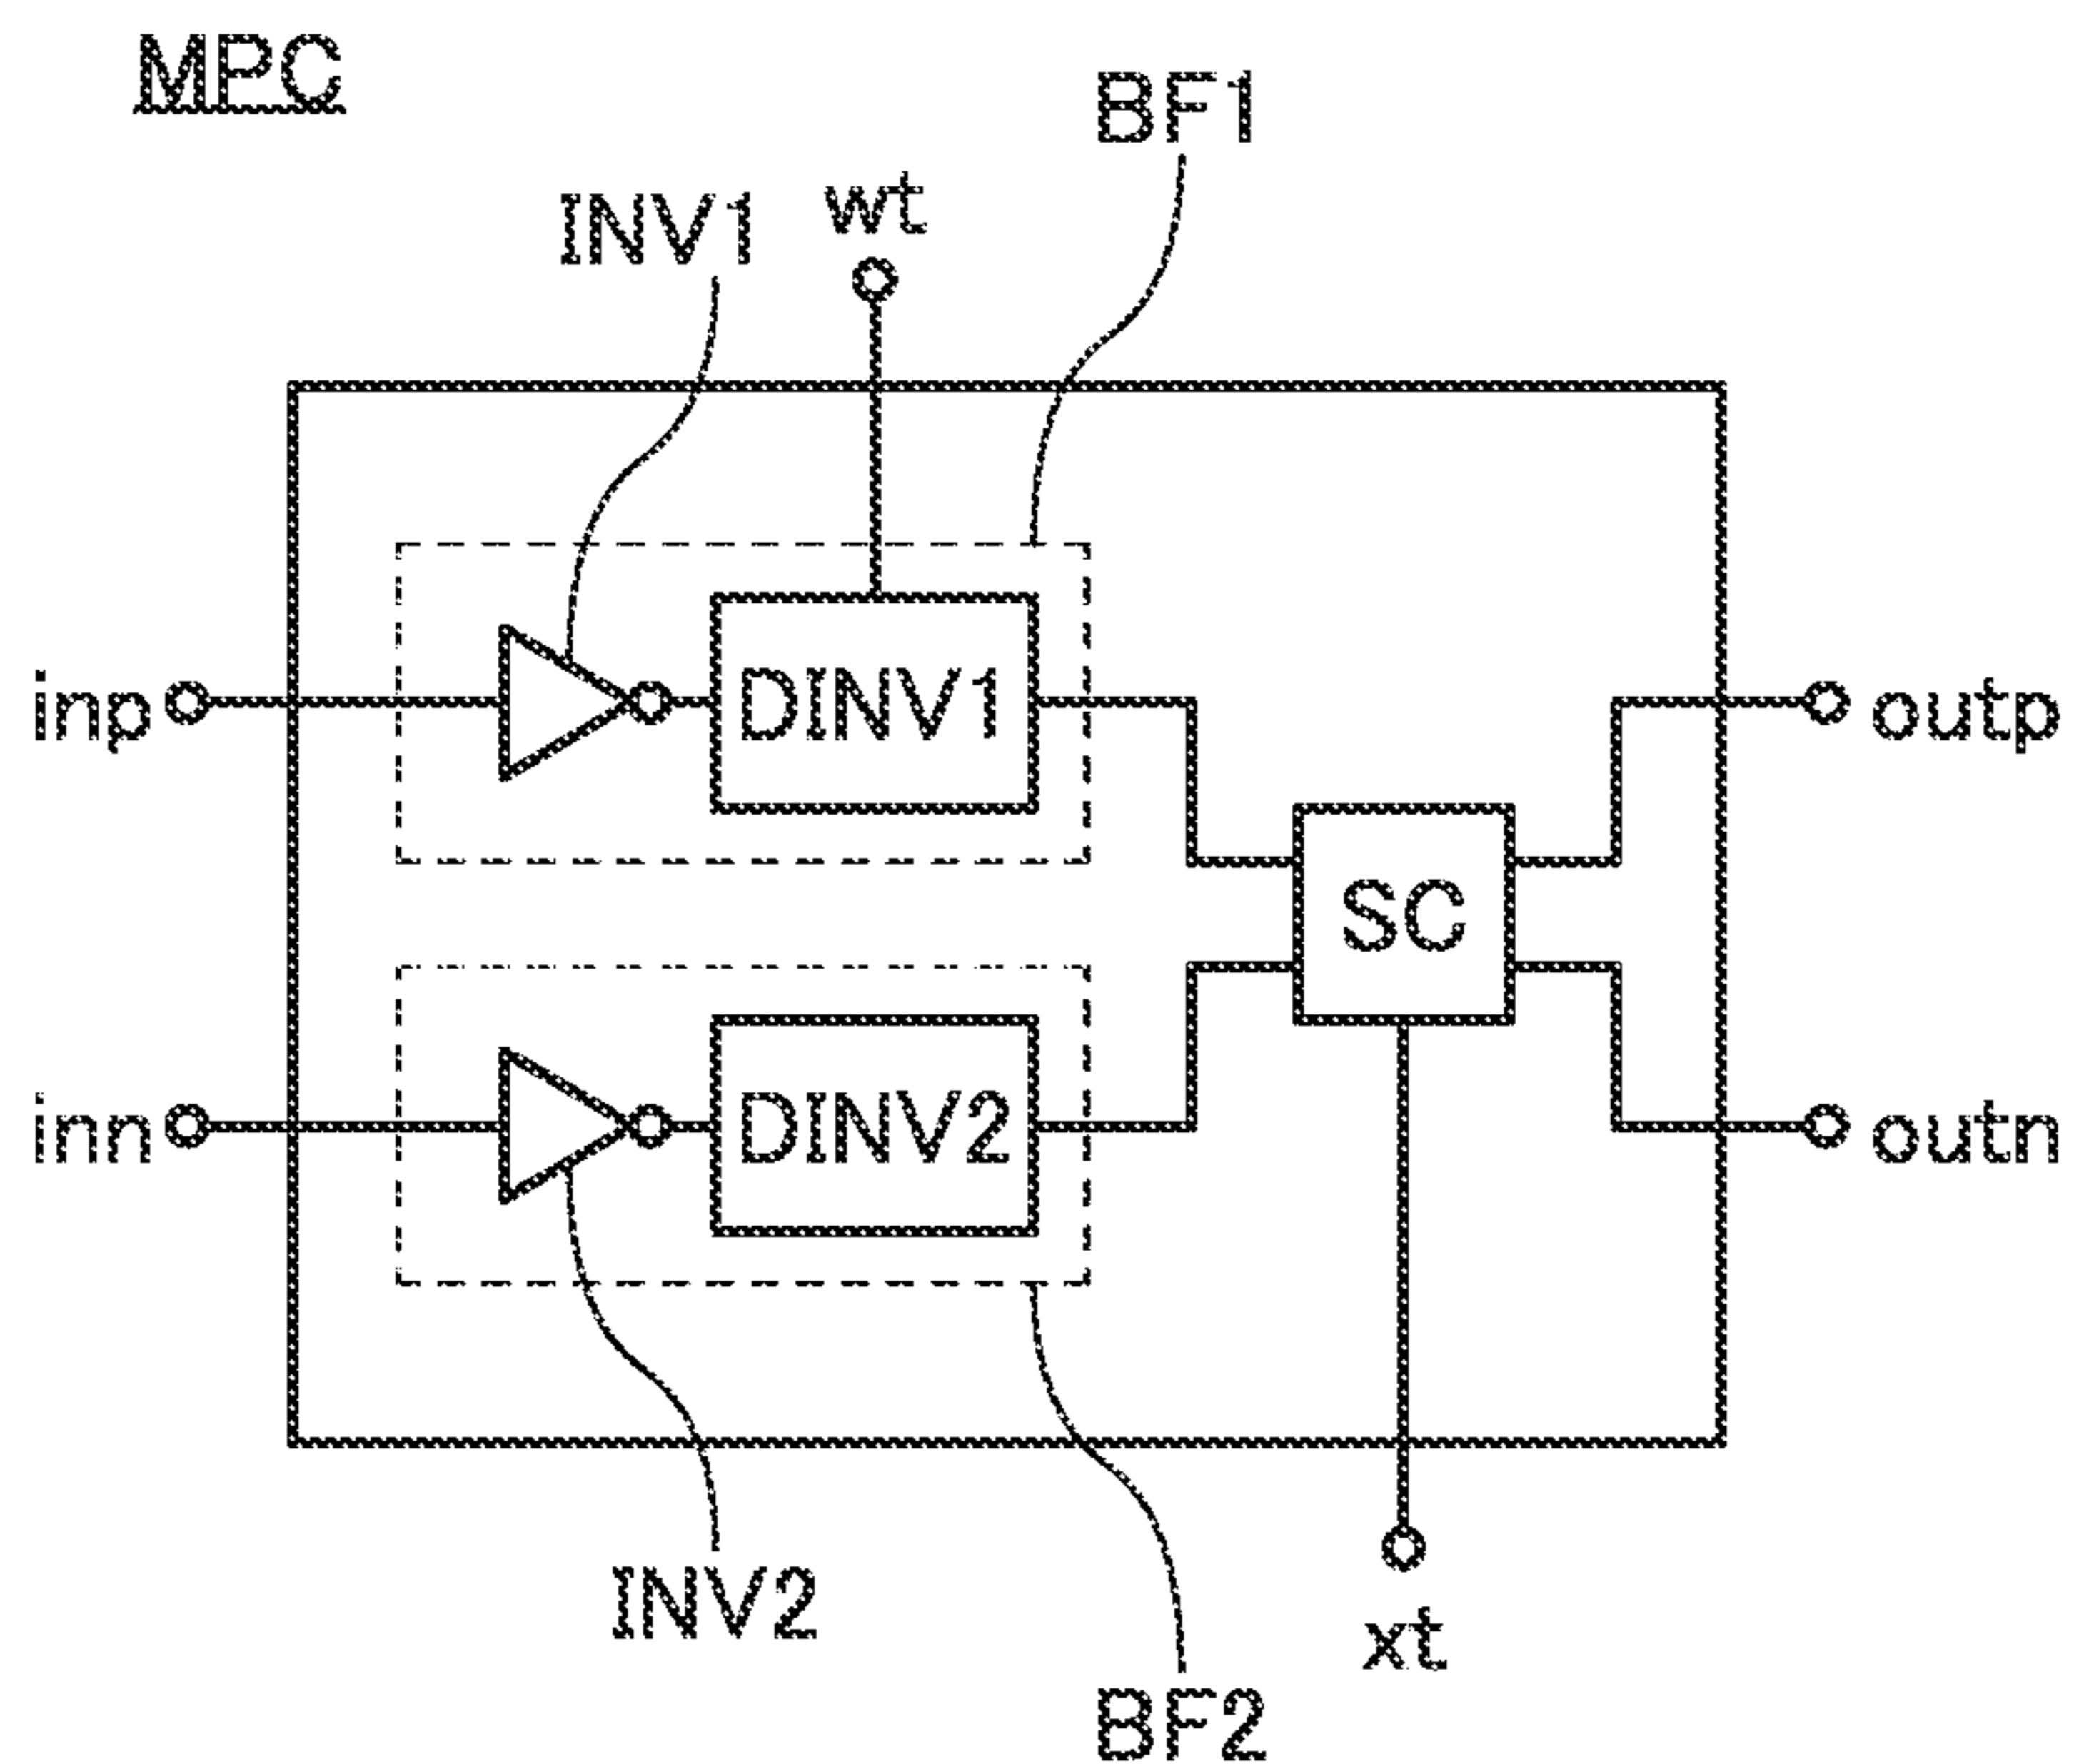 MPC
BF1
INV1
wt
inp
DINV1
outp
SC
inn
DINV2
outn
INV2
xt
BF2